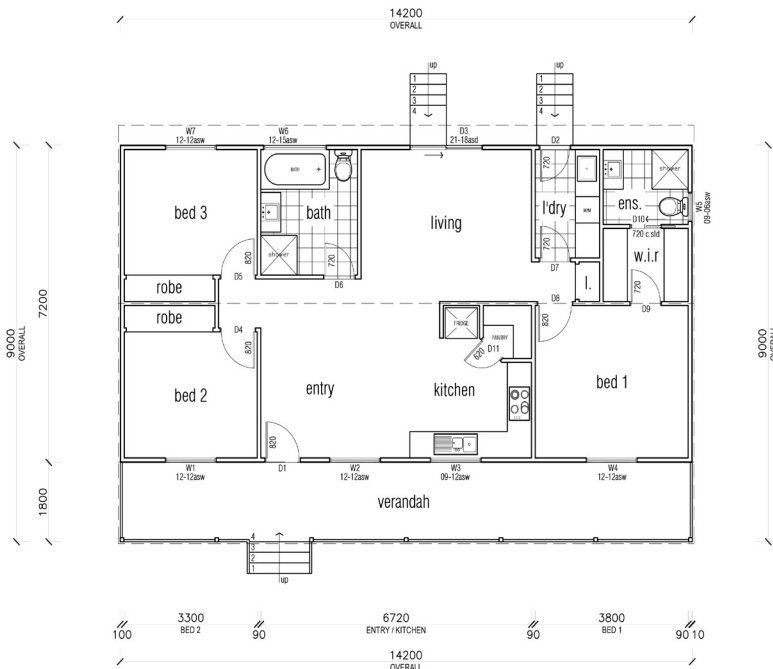 14200
OVERALL
up
up
1
2
3
4
1
2
3
4
W7
12-12asw
W6
12-15asw
D3
21-18asd
D2
W5
09-06asw
BATH
720
shower
bed 3
bath
living
l'dry
ens.
W/M
D10
720 c.sld
w.i.r
820
shower
720
720
D5
D6
D7
l.
720
robe
D8
D9
robe
7200
9000
OVERALL
9000
OVERALL
D4
FRIDGE
PANTRY
D11
820
820
620
bed 2
entry
kitchen
bed 1
820
W1
12-12asw
D1
W2
12-12asw
W3
09-12asw
W4
12-12asw
1800
verandah
4
3
2
1
up
3300
BED 2
6720
ENTRY / KITCHEN
3800
BED 1
100
90
90
90 10
14200
OVERALL